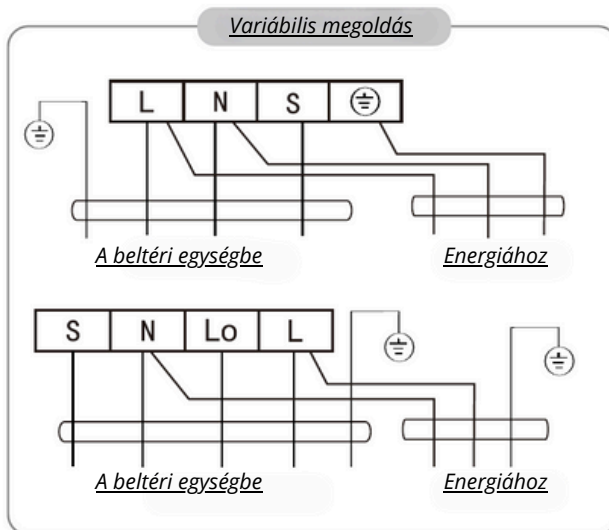 Variábilis megoldás
L N S
A beltéri egységbe Energiához
S N Lo L
A beltéri egységbe Energiához